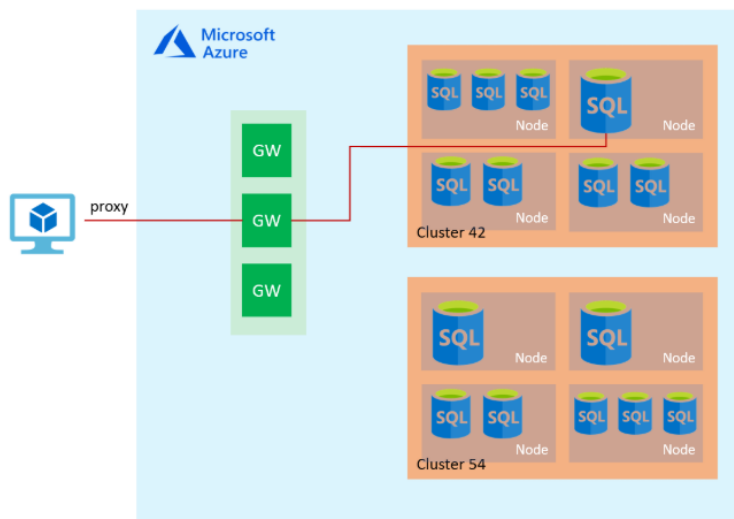 Microsoft
Azure
proxy
GW
GW
GW
SQL SQL SQL
Node
SQL
Node
SQL SQL
Node
SQL SQL
Node
Cluster 42
SQL
Node
SQL
Node
SQL SQL
Node
SQL SQL SQL
Node
Cluster 54